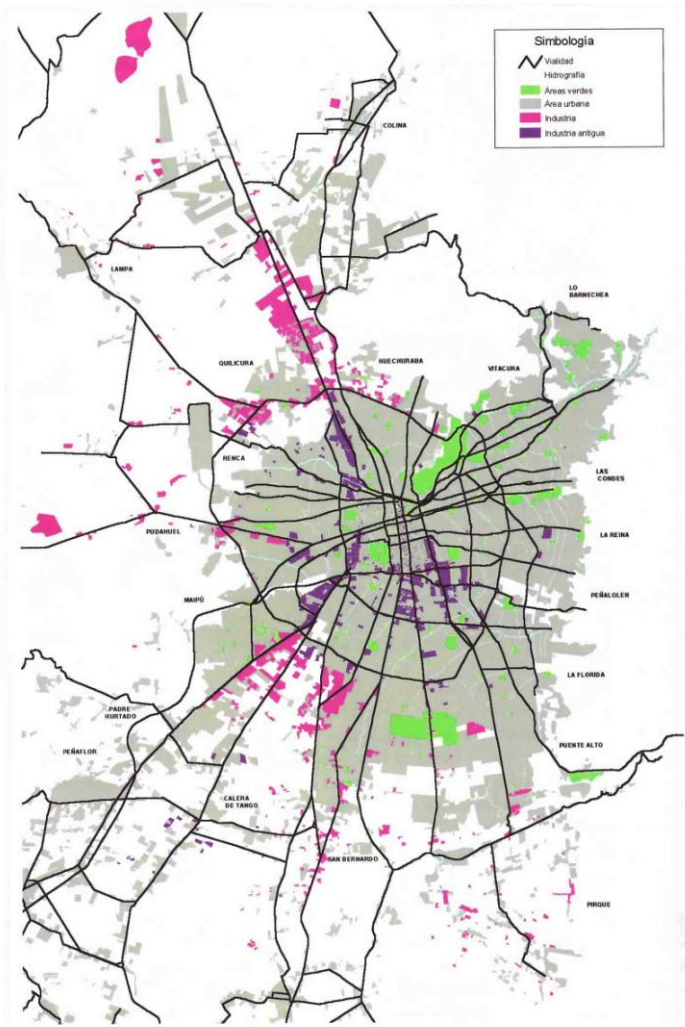 Simbología
Vialidad
Hidrografía
Áreas verdes
Área urbana
Industria
Industria antigua
COLINA
LAMPA
LO
BARNECHEA
QUILICURA
HUECHURABA
VITACURA
RENCA
LAS
CONDES
PUDAHUEL
LA REINA
MAIPÚ
PEÑALOLEN
LA FLORIDA
PADRE
HURTADO
PEÑAFLOR
PUENTE ALTO
CALERA
DE TANGO
SAN BERNARDO
PIRQUE